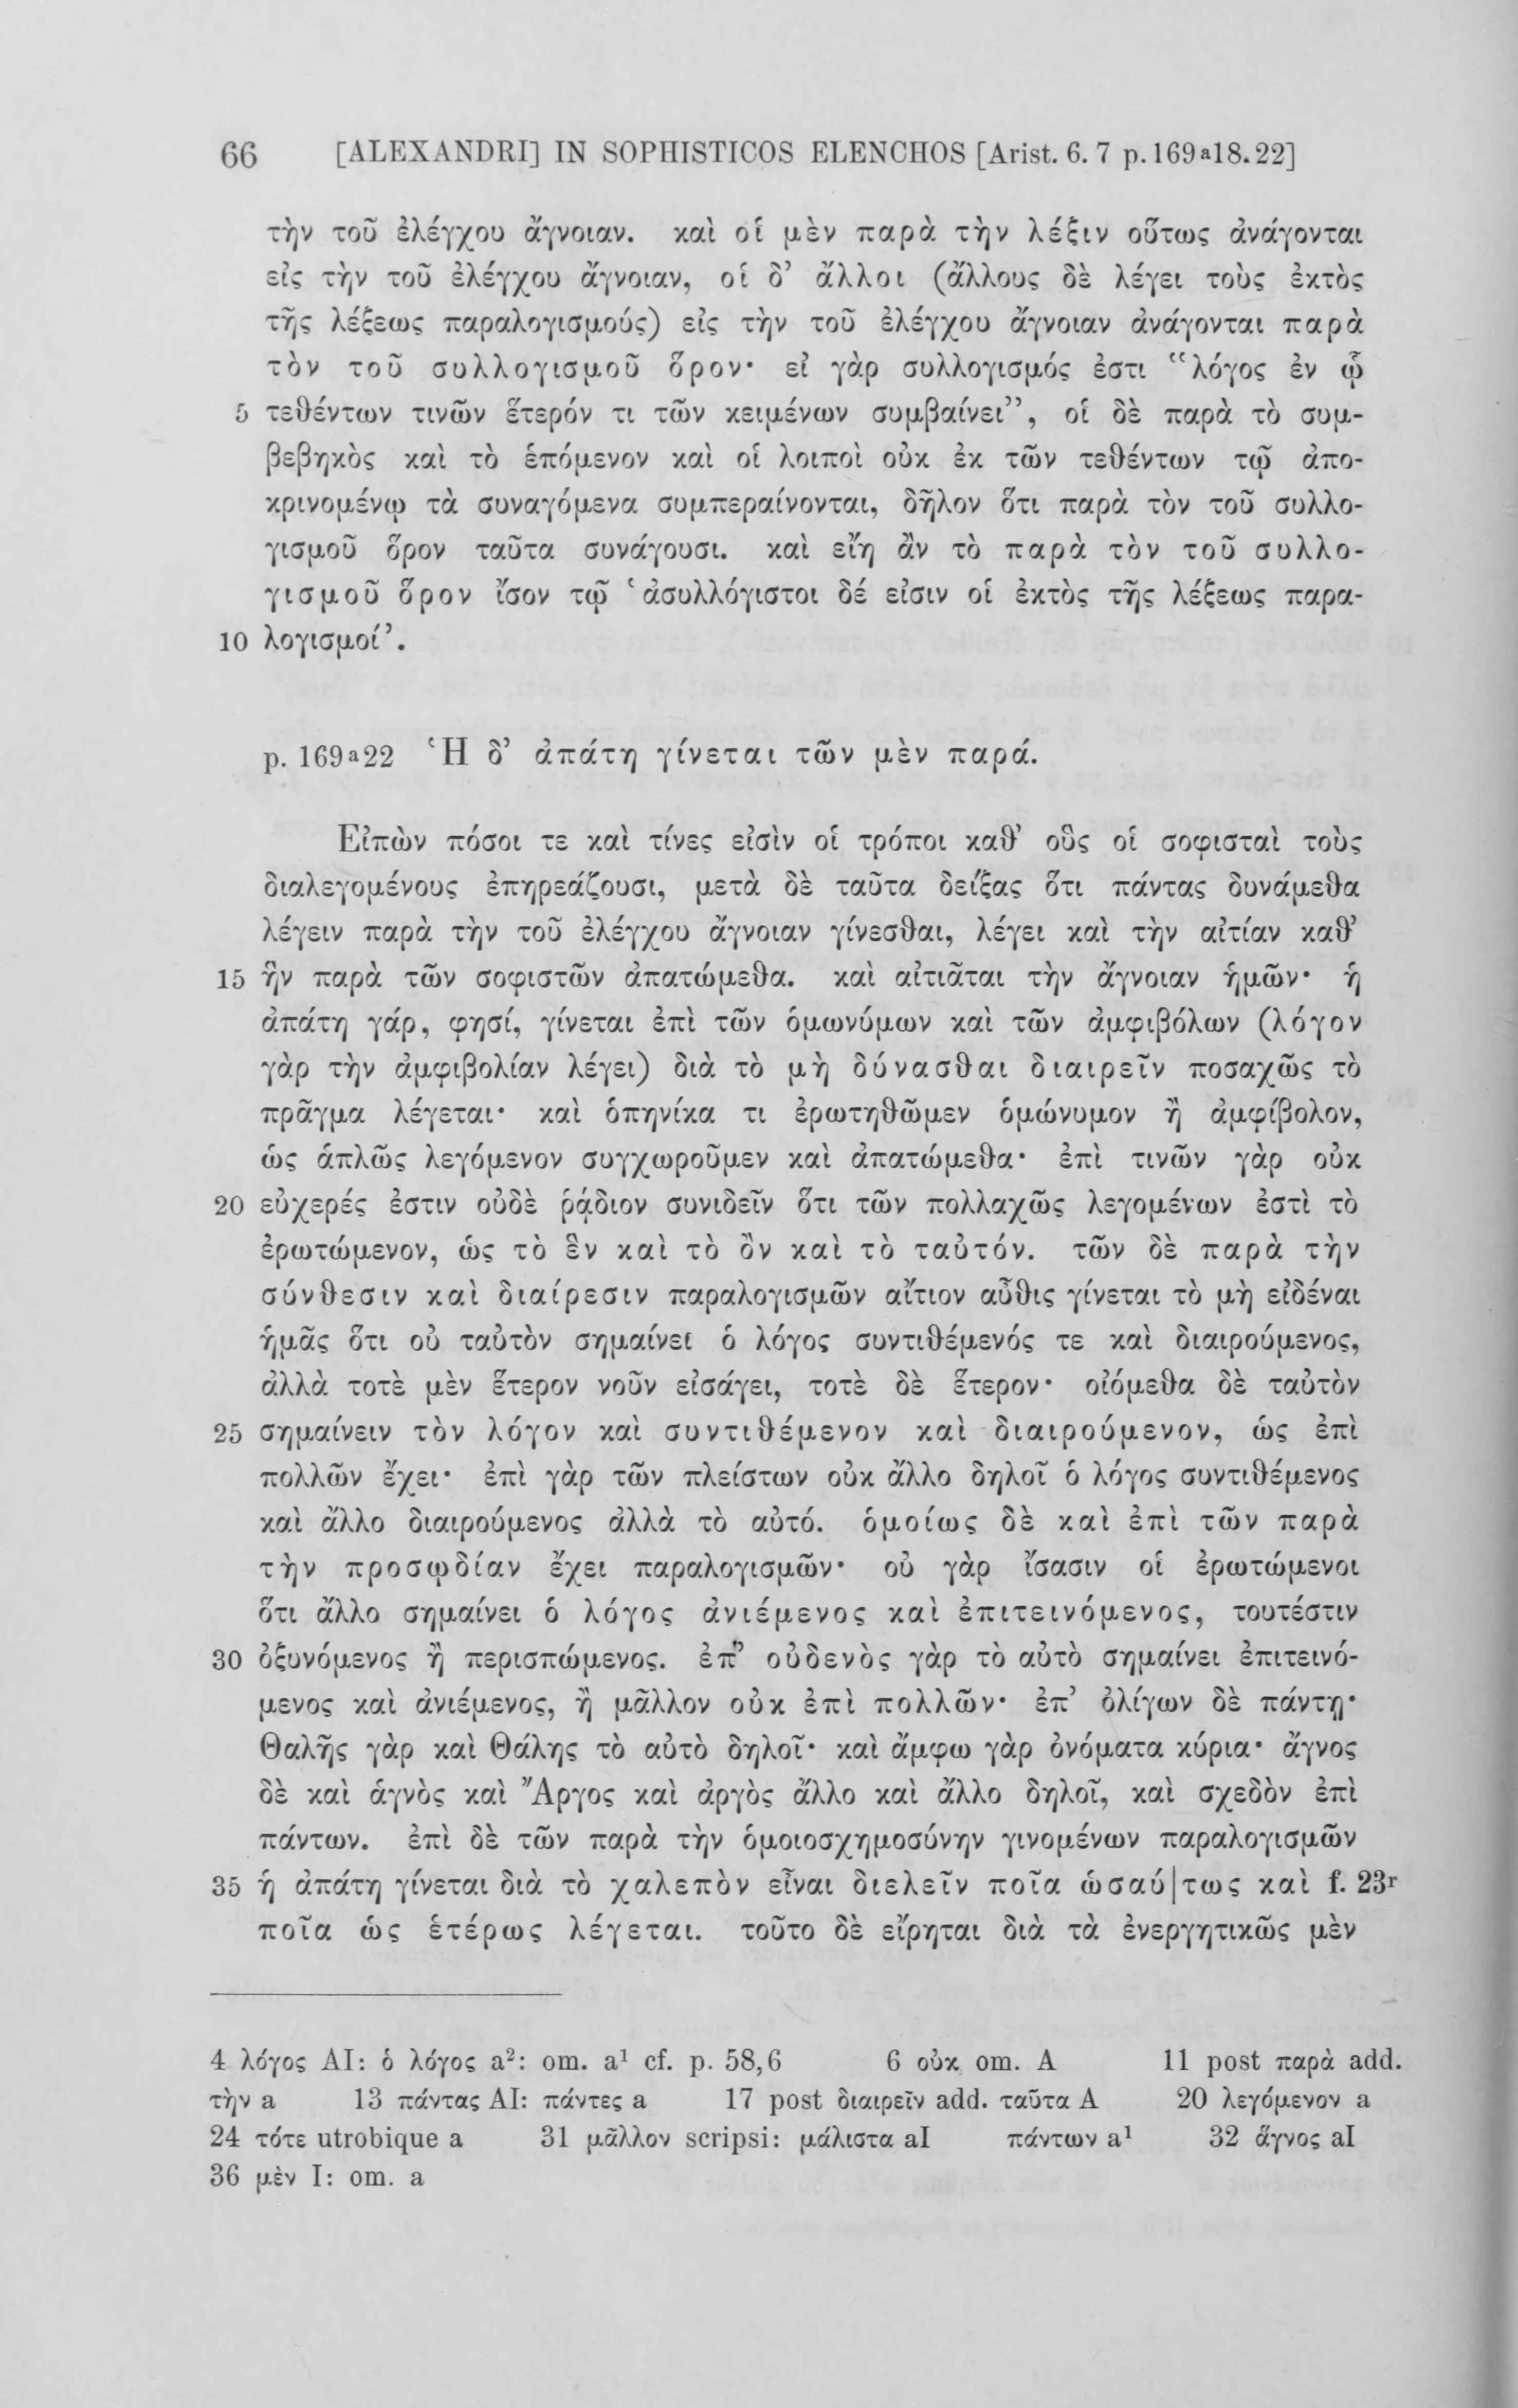 66 [ALEXANDRI] IN SOPHISTICOS ELENCHOS [Arist. 6. 7 p. 169a18. 22]
τὴν τοῦ ἐλέγχου ἄγνοιαν. καὶ οἱ μὲν παρὰ τὴν λέξιν οὕτως ἀνάγονται
εἰς τὴν τοῦ ἐλέγχου ἄγνοιαν, οἱ δ’ ἄλλοι (ἄλλους δὲ λέγει τοὺς ἐκτὸς
τῆς λέξεως παραλογισμούς) εἰς τὴν τοῦ ἐλέγχου ἄγνοιαν ἀνάγονται παρὰ
τὸν τοῦ συλλογισμοῦ ὅρον· εἰ γὰρ συλλογισμός ἐστι “λόγος ἐν ᾧ
5 τεθέντων τινῶν ἕτερόν τι τῶν κειμένων συμβαίνει”, οἱ δὲ παρὰ τὸ συμ-
βεβηκὸς καὶ τὸ ἑπόμενον καὶ οἱ λοιποὶ οὐκ ἐκ τῶν τεθέντων τῷ ἀπο-
κρινομένῳ τὰ συναγόμενα συμπεραίνονται, δῆλον ὅτι παρὰ τὸν τοῦ συλλο-
γισμοῦ ὅρον ταῦτα συνάγουσι. καὶ εἴη ἂν τὸ παρὰ τὸν τοῦ συλλο-
γισμοῦ ὅρον ἴσον τῷ ‘ἀσυλλόγιστοι δέ εἰσιν οἱ ἐκτὸς τῆς λέξεως παρα-
10 λογισμοί’.
p. 169a22 Ἡ δ’ ἀπάτη γίνεται τῶν μὲν παρά.
Εἰπὼν πόσοι τε καὶ τίνες εἰσὶν οἱ τρόποι καθ’ οὓς οἱ σοφισταὶ τοὺς
διαλεγομένους ἐπηρεάζουσι, μετὰ δὲ ταῦτα δείξας ὅτι πάντας δυνάμεθα
λέγειν παρὰ τὴν τοῦ ἐλέγχου ἄγνοιαν γίνεσθαι, λέγει καὶ τὴν αἰτίαν καθ’
15 ἣν παρὰ τῶν σοφιστῶν ἀπατώμεθα. καὶ αἰτιᾶται τὴν ἄγνοιαν ἡμῶν· ἡ
ἀπάτη γάρ, φησί, γίνεται ἐπὶ τῶν ὁμωνύμων καὶ τῶν ἀμφιβόλων (λόγον
γὰρ τὴν ἀμφιβολίαν λέγει) διὰ τὸ μὴ δύνασθαι διαιρεῖν ποσαχῶς τὸ
πρᾶγμα λέγεται· καὶ ὁπηνίκα τι ἐρωτηθῶμεν ὁμώνυμον ἢ ἀμφίβολον,
ὡς ἁπλῶς λεγόμενον συγχωροῦμεν καὶ ἀπατώμεθα· ἐπὶ τινῶν γὰρ οὐκ
20 εὐχερές ἐστιν οὐδὲ ῥᾴδιον συνιδεῖν ὅτι τῶν πολλαχῶς λεγομένων ἐστὶ τὸ
ἐρωτώμενον, ὡς τὸ ἓν καὶ τὸ ὂν καὶ τὸ ταὐτόν. τῶν δὲ παρὰ τὴν
σύνθεσιν καὶ διαίρεσιν παραλογισμῶν αἴτιον αὖθις γίνεται τὸ μὴ εἰδέναι
ἡμᾶς ὅτι οὐ ταὐτὸν σημαίνει ὁ λόγος συντιθέμενός τε καὶ διαιρούμενος,
ἀλλὰ τοτὲ μὲν ἕτερον νοῦν εἰσάγει, τοτὲ δὲ ἕτερον· οἰόμεθα δὲ ταὐτὸν
25 σημαίνειν τὸν λόγον καὶ συντιθέμενον καὶ διαιρούμενον, ὡς ἐπὶ
πολλῶν ἔχει· ἐπὶ γὰρ τῶν πλείστων οὐκ ἄλλο δηλοῖ ὁ λόγος συντιθέμενος
καὶ ἄλλο διαιρούμενος ἀλλὰ τὸ αὐτό. ὁμοίως δὲ καὶ ἐπὶ τῶν παρὰ
τὴν προσῳδίαν ἔχει παραλογισμῶν· οὐ γὰρ ἴσασιν οἱ ἐρωτώμενοι
ὅτι ἄλλο σημαίνει ὁ λόγος ἀνιέμενος καὶ ἐπιτεινόμενος, τουτέστιν
30 ὀξυνόμενος ἢ περισπώμενος. ἐπ’ οὐδενὸς γὰρ τὸ αὐτὸ σημαίνει ἐπιτεινό-
μενος καὶ ἀνιέμενος, ἢ μᾶλλον οὐκ ἐπὶ πολλῶν· ἐπ’ ὀλίγων δὲ πάντῃ·
Θαλῆς γὰρ καὶ Θάλης τὸ αὐτὸ δηλοῖ· καὶ ἄμφω γὰρ ὀνόματα κύρια· ἄγνος
δὲ καὶ ἁγνὸς καὶ Ἄργος καὶ ἀργὸς ἄλλο καὶ ἄλλο δηλοῖ, καὶ σχεδὸν ἐπὶ
πάντων. ἐπὶ δὲ τῶν παρὰ τὴν ὁμοιοσχημοσύνην γινομένων παραλογισμῶν
35 ἡ ἀπάτη γίνεται διὰ τὸ χαλεπὸν εἶναι διελεῖν ποῖα ὡσαύ|τως καὶ f. 23r
ποῖα ὡς ἑτέρως λέγεται. τοῦτο δὲ εἴρηται διὰ τὰ ἐνεργητικῶς μὲν
4 λόγος AI: ὁ λόγος a²: om. a¹ cf. p. 58,6 6 οὐκ om. A 11 post παρὰ add.
τὴν a 13 πάντας AI: πάντες a 17 post διαιρεῖν add. ταῦτα A 20 λεγόμενον a
24 τότε utrobique a 31 μᾶλλον scripsi: μάλιστα aI πάντων a¹ 32 ἅγνος aI
36 μὲν I: om. a